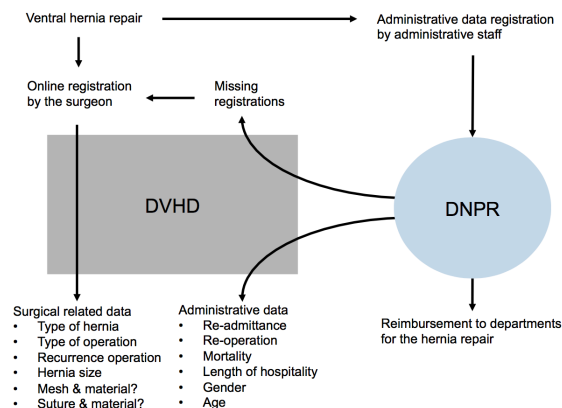 Ventral hernia repair
Administrative data registration
by administrative staff
Online registration
by the surgeon
Missing
registrations
DVHD
DNPR
Surgical related data
• Type of hernia
• Type of operation
• Recurrence operation
• Hernia size
• Mesh & material?
• Suture & material?
Administrative data
• Re-admittance
• Re-operation
• Mortality
• Length of hospitality
• Gender
• Age
Reimbursement to departments
for the hernia repair